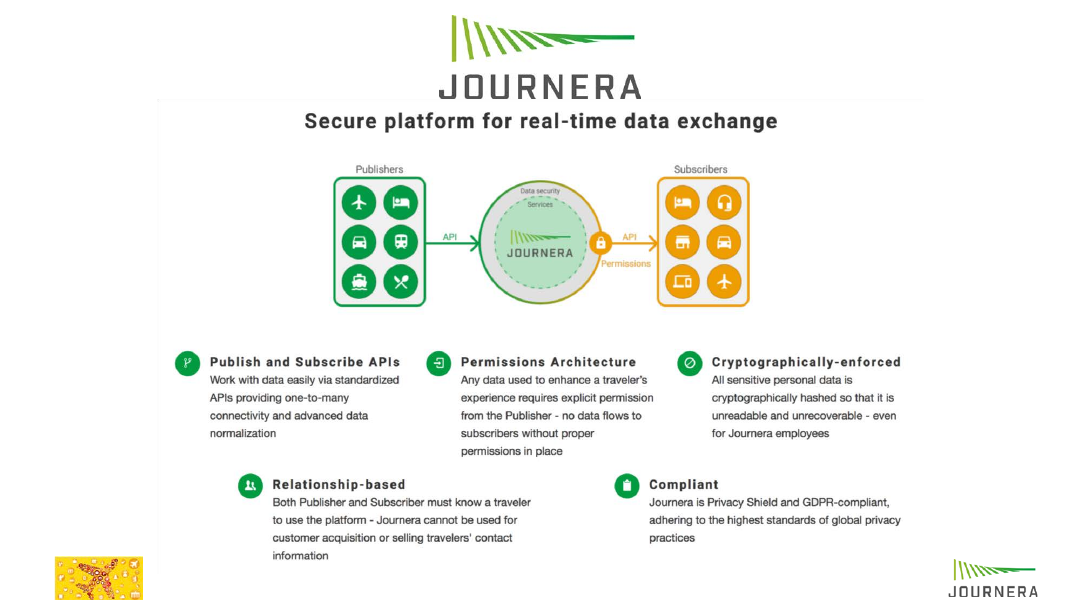 JOURNERA
Secure platform for real-time data exchange
Publishers
Subscribers
Data security
Services
API
JOURNERA
API
Permissions
Publish and Subscribe APIs
Work with data easily via standardized
APIs providing one-to-many
connectivity and advanced data
normalization
Permissions Architecture
Any data used to enhance a traveler's
experience requires explicit permission
from the Publisher - no data flows to
subscribers without proper
permissions in place
Cryptographically-enforced
All sensitive personal data is
cryptographically hashed so that it is
unreadable and unrecoverable - even
for Journera employees
Relationship-based
Both Publisher and Subscriber must know a traveler
to use the platform - Journera cannot be used for
customer acquisition or selling travelers' contact
information
Compliant
Journera is Privacy Shield and GDPR-compliant,
adhering to the highest standards of global privacy
practices
JOURNERA